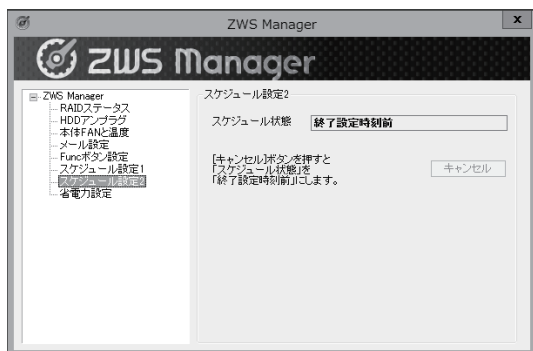 ZWS Manager
x
ZWS Manager
ZWS Manager
RAIDステータス
HDDアンプラグ
本体FANと温度
メール設定
Funcボタン設定
スケジュール設定1
スケジュール設定2
省電力設定
スケジュール設定2
スケジュール状態 終了設定時刻前
[キャンセル]ボタンを押すと
「スケジュール状態」を
「終了設定時刻前」にします。
キャンセル